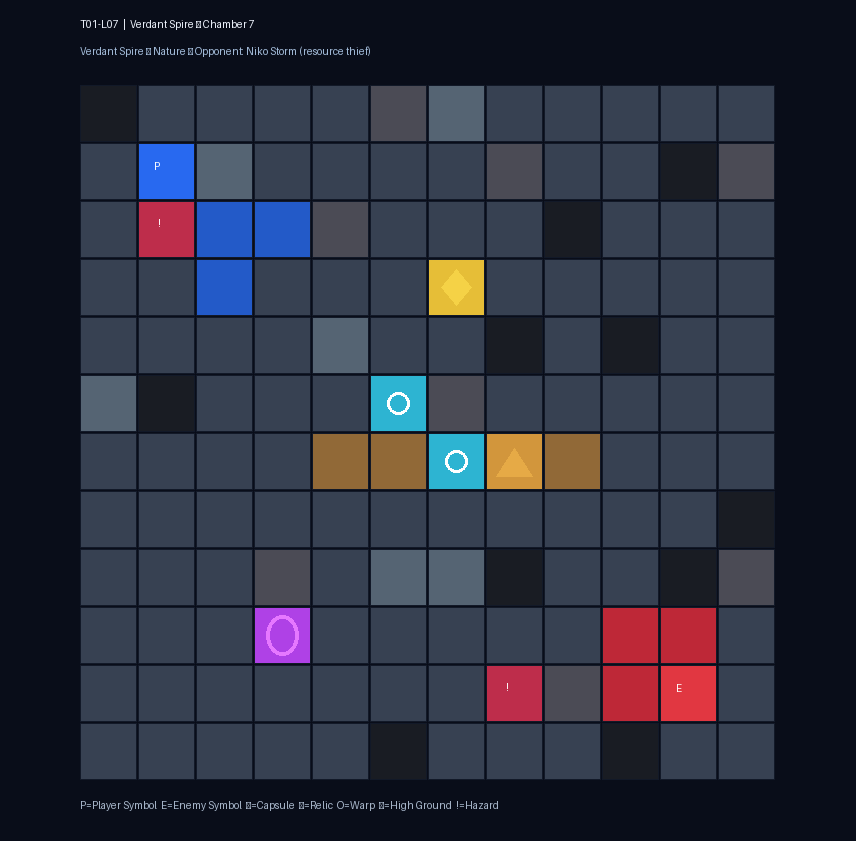 T01-L07 | Verdant Spire ▯ Chamber 7
Verdant Spire ▯ Nature ▯ Opponent: Niko Storm (resource thief)
P
!
!
E
P=Player Symbol E=Enemy Symbol ▯=Capsule ▯=Relic O=Warp ▯=High Ground !=Hazard